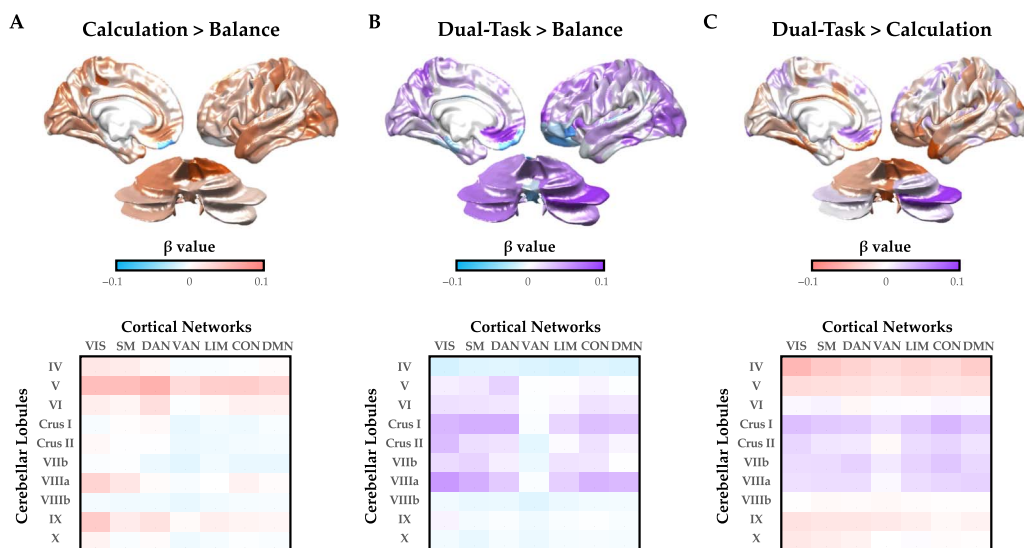 A
Calculation > Balance
β value
−0.1 0 0.1
Cortical Networks
VIS SM DAN VAN LIM CON DMN
Cerebellar Lobules
IV
V
VI
Crus I
Crus II
VIIb
VIIIa
VIIIb
IX
X
B
Dual-Task > Balance
β value
−0.1 0 0.1
Cortical Networks
VIS SM DAN VAN LIM CON DMN
Cerebellar Lobules
IV
V
VI
Crus I
Crus II
VIIb
VIIIa
VIIIb
IX
X
C
Dual-Task > Calculation
β value
−0.1 0 0.1
Cortical Networks
VIS SM DAN VAN LIM CON DMN
Cerebellar Lobules
IV
V
VI
Crus I
Crus II
VIIb
VIIIa
VIIIb
IX
X